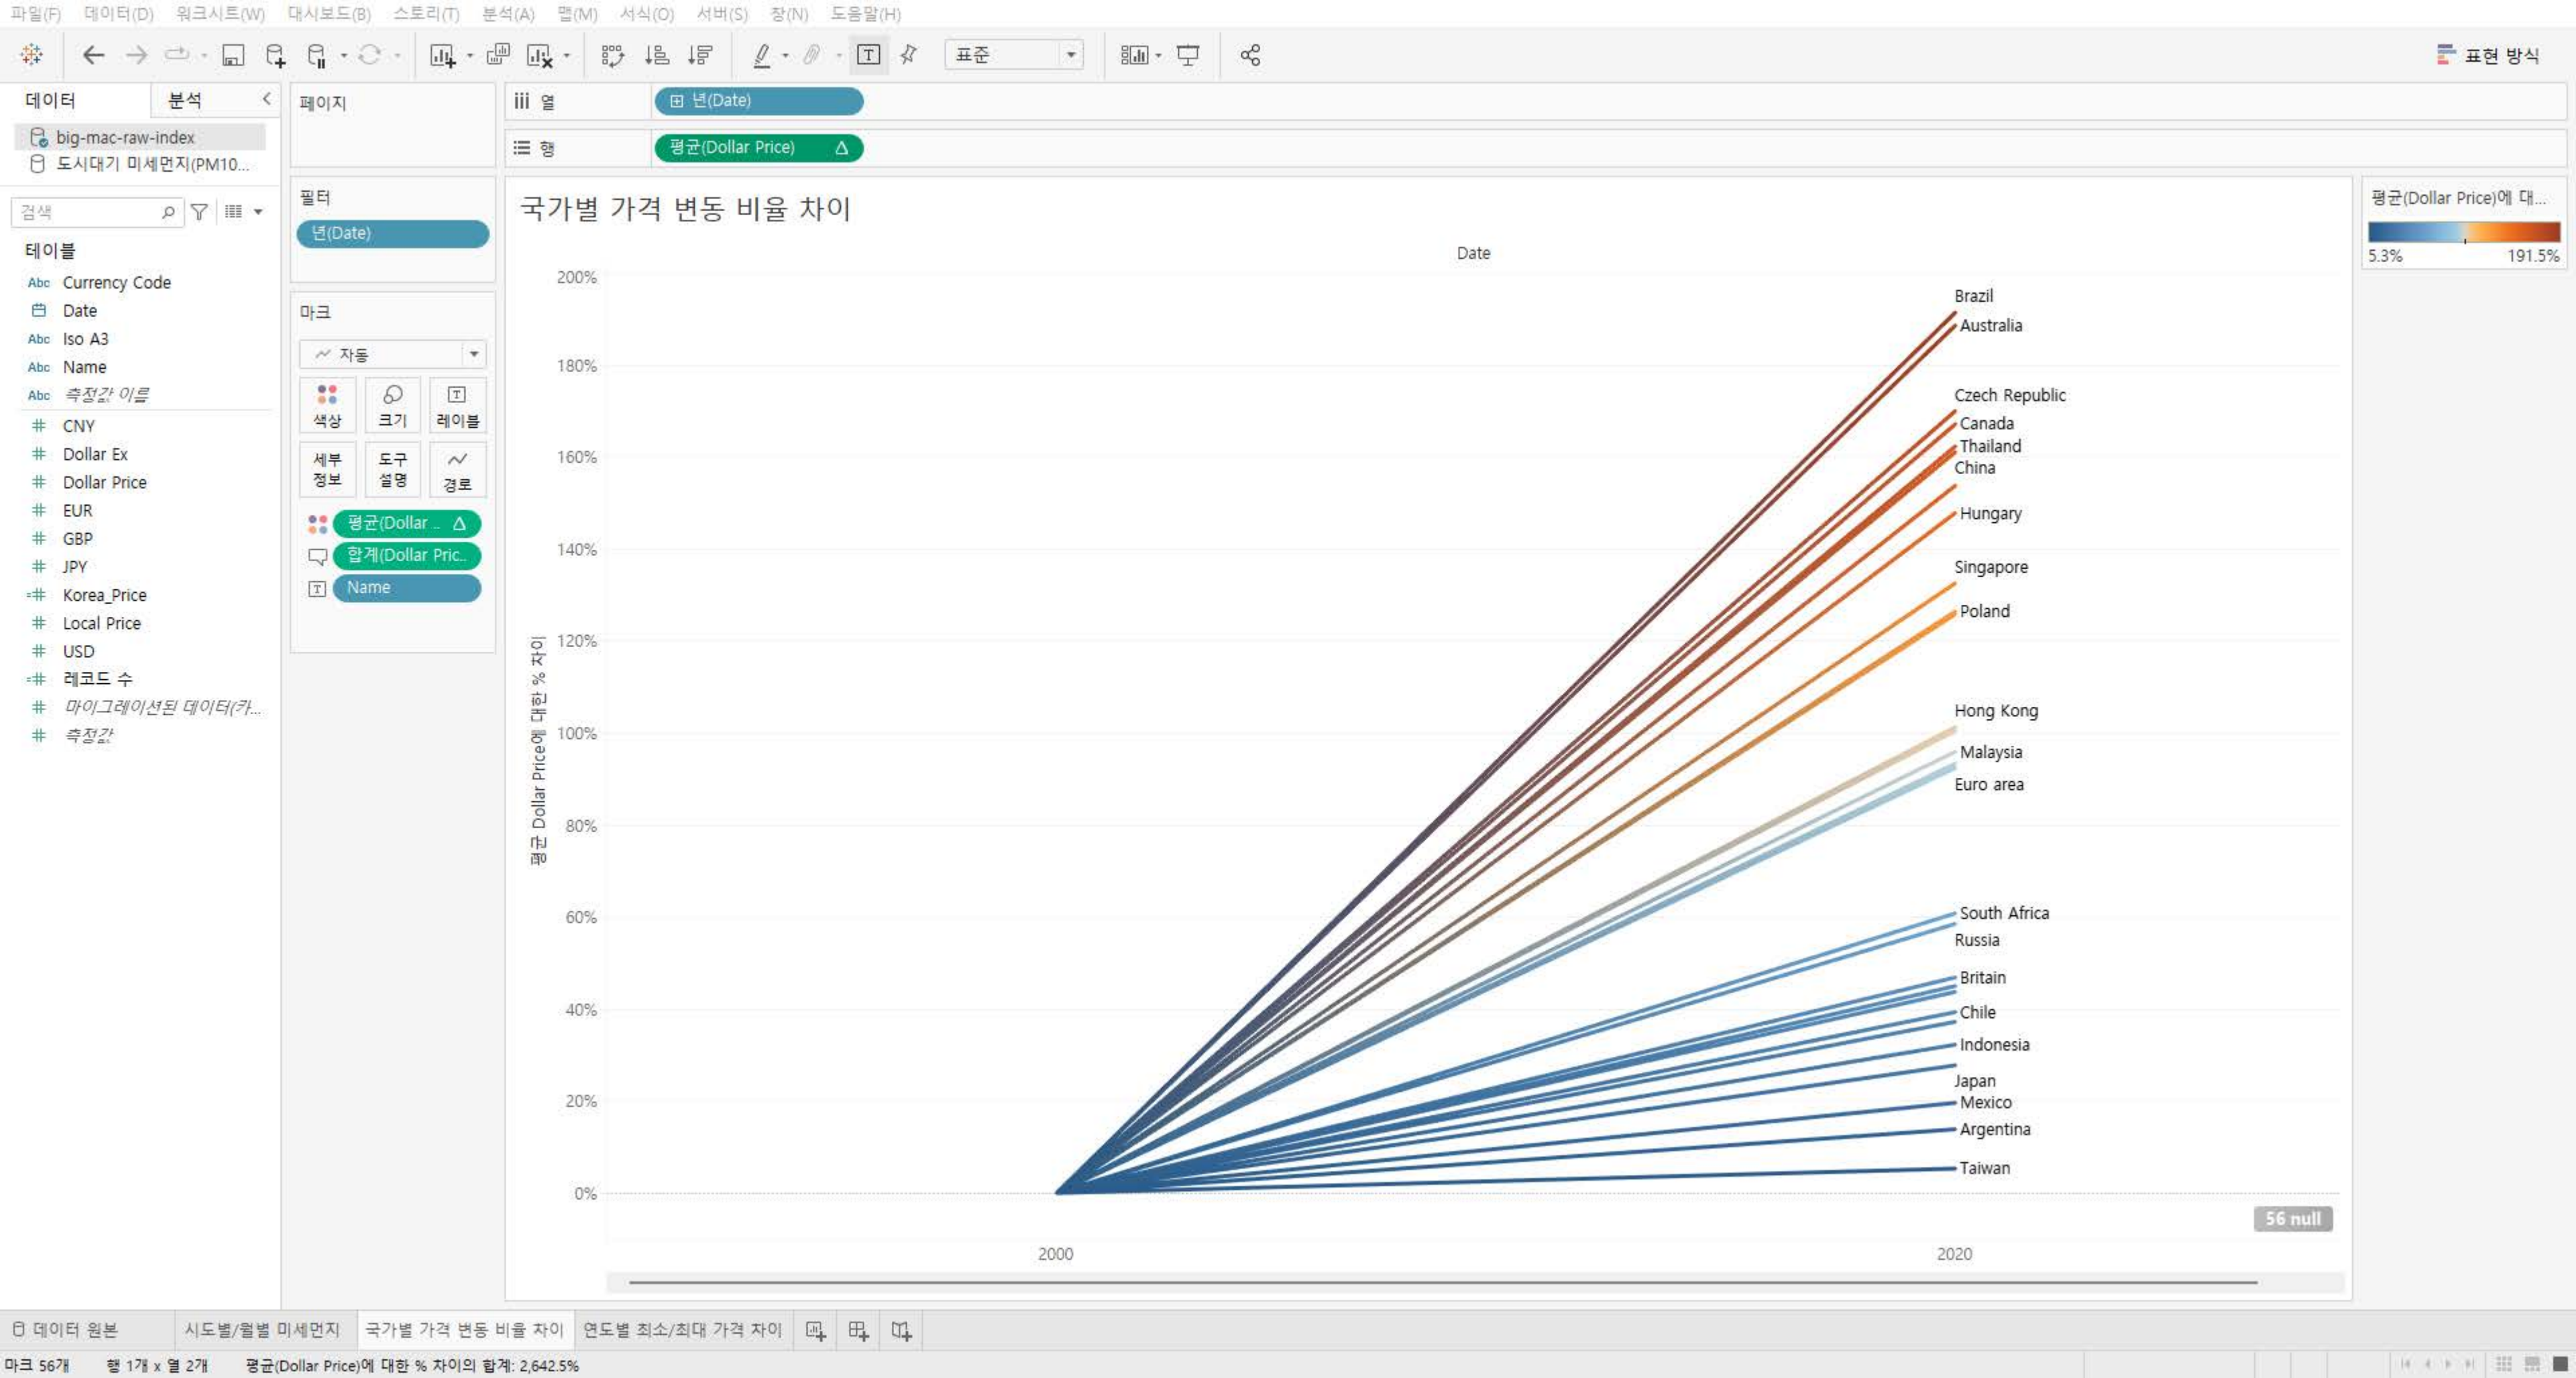 파일(F) 데이터(D) 워크시트(W) 대시보드(B) 스토리(T) 분석(A) 맵(M) 서식(O) 서버(S) 창(N) 도움말(H)
표준
표현 방식
데이터
분석
big-mac-raw-index
도시대기 미세먼지(PM10...
검색
테이블
Abc Currency Code
Date
Abc Iso A3
Abc Name
Abc 측정값 이름
# CNY
# Dollar Ex
# Dollar Price
# EUR
# GBP
# JPY
=# Korea_Price
# Local Price
# USD
=# 레코드 수
# 마이그레이션된 데이터(카...
# 측정값
페이지
필터
년(Date)
마크
자동
색상
크기
레이블
세부 정보
도구 설명
경로
평균(Dollar .. Δ
합계(Dollar Pric..
Name
iii 열
년(Date)
행
평균(Dollar Price) Δ
국가별 가격 변동 비율 차이
Date
평균 Dollar Price에 대한 % 차이
200%
180%
160%
140%
120%
100%
80%
60%
40%
20%
0%
Brazil
Australia
Czech Republic
Canada
Thailand
China
Hungary
Singapore
Poland
Hong Kong
Malaysia
Euro area
South Africa
Russia
Britain
Chile
Indonesia
Japan
Mexico
Argentina
Taiwan
56 null
2000
2020
평균(Dollar Price)에 대...
5.3%
191.5%
데이터 원본
시도별/월별 미세먼지
국가별 가격 변동 비율 차이
연도별 최소/최대 가격 차이
마크 56개
행 1개 x 열 2개
평균(Dollar Price)에 대한 % 차이의 합계: 2,642.5%